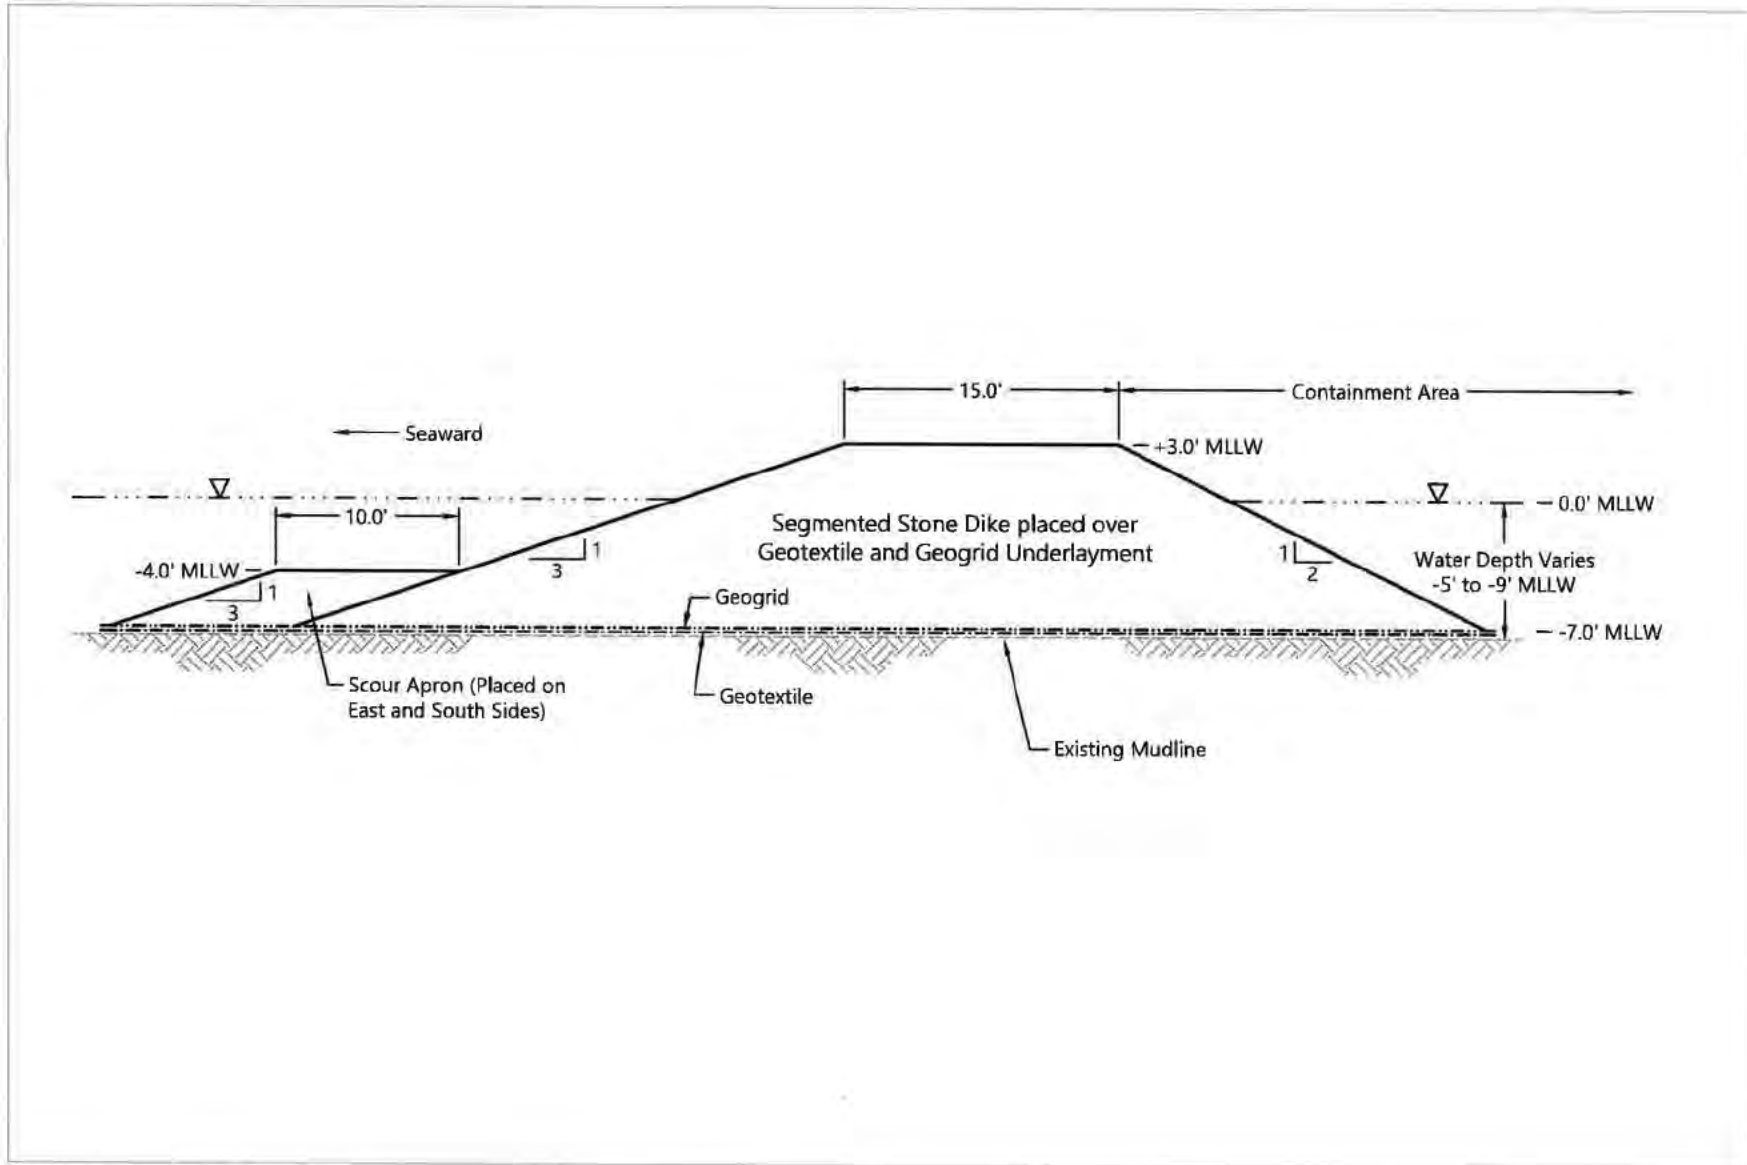 15.0'
Containment Area
Seaward
+3.0' MLLW
10.0'
0.0' MLLW
Segmented Stone Dike placed over
Geotextile and Geogrid Underlayment
1
3
1
2
Water Depth Varies
-5' to -9' MLLW
-4.0' MLLW
1
3
Geogrid
-7.0' MLLW
Scour Apron (Placed on
East and South Sides)
Geotextile
Existing Mudline